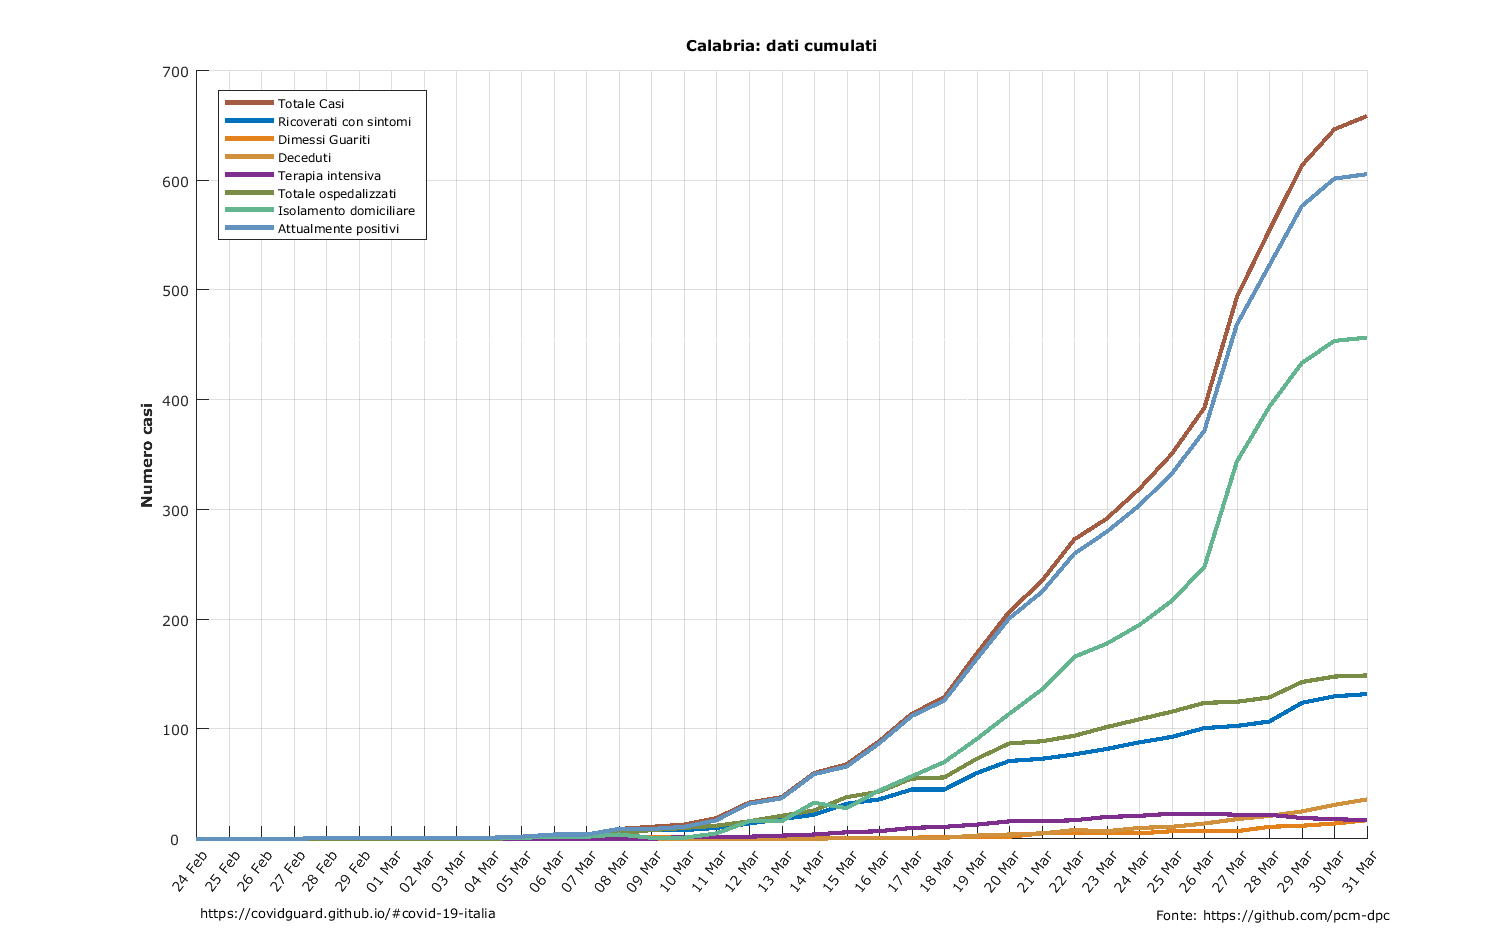 Calabria: dati cumulati
700
600
500
400
300
200
100
0
Numero casi
Totale Casi
Ricoverati con sintomi
Dimessi Guariti
Deceduti
Terapia intensiva
Totale ospedalizzati
Isolamento domiciliare
Attualmente positivi
24 Feb
25 Feb
26 Feb
27 Feb
28 Feb
29 Feb
01 Mar
02 Mar
03 Mar
04 Mar
05 Mar
06 Mar
07 Mar
08 Mar
09 Mar
10 Mar
11 Mar
12 Mar
13 Mar
14 Mar
15 Mar
16 Mar
17 Mar
18 Mar
19 Mar
20 Mar
21 Mar
22 Mar
23 Mar
24 Mar
25 Mar
26 Mar
27 Mar
28 Mar
29 Mar
30 Mar
31 Mar
https://covidguard.github.io/#covid-19-italia
Fonte: https://github.com/pcm-dpc